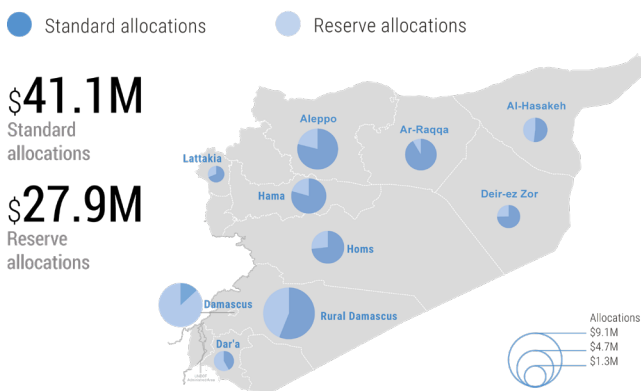 Standard allocations
Reserve allocations
$41.1M
Standard
allocations
$27.9M
Reserve
allocations
Aleppo
Ar-Raqqa
Al-Hasakeh
Lattakia
Hama
Deir-ez Zor
Homs
Damascus
Rural Damascus
Dar'a
Allocations
$9.1M
$4.7M
$1.3M